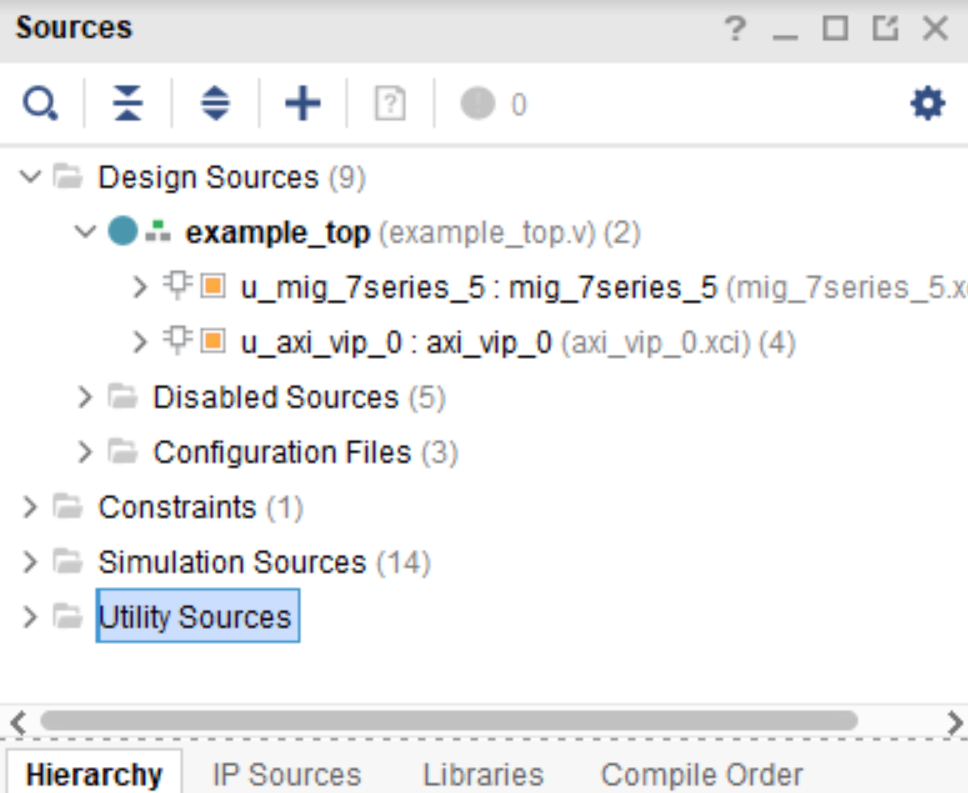 Sources
0
Design Sources (9)
example_top (example_top.v) (2)
u_mig_7series_5 : mig_7series_5 (mig_7series_5.x
u_axi_vip_0 : axi_vip_0 (axi_vip_0.xci) (4)
Disabled Sources (5)
Configuration Files (3)
Constraints (1)
Simulation Sources (14)
Utility Sources
Hierarchy IP Sources Libraries Compile Order